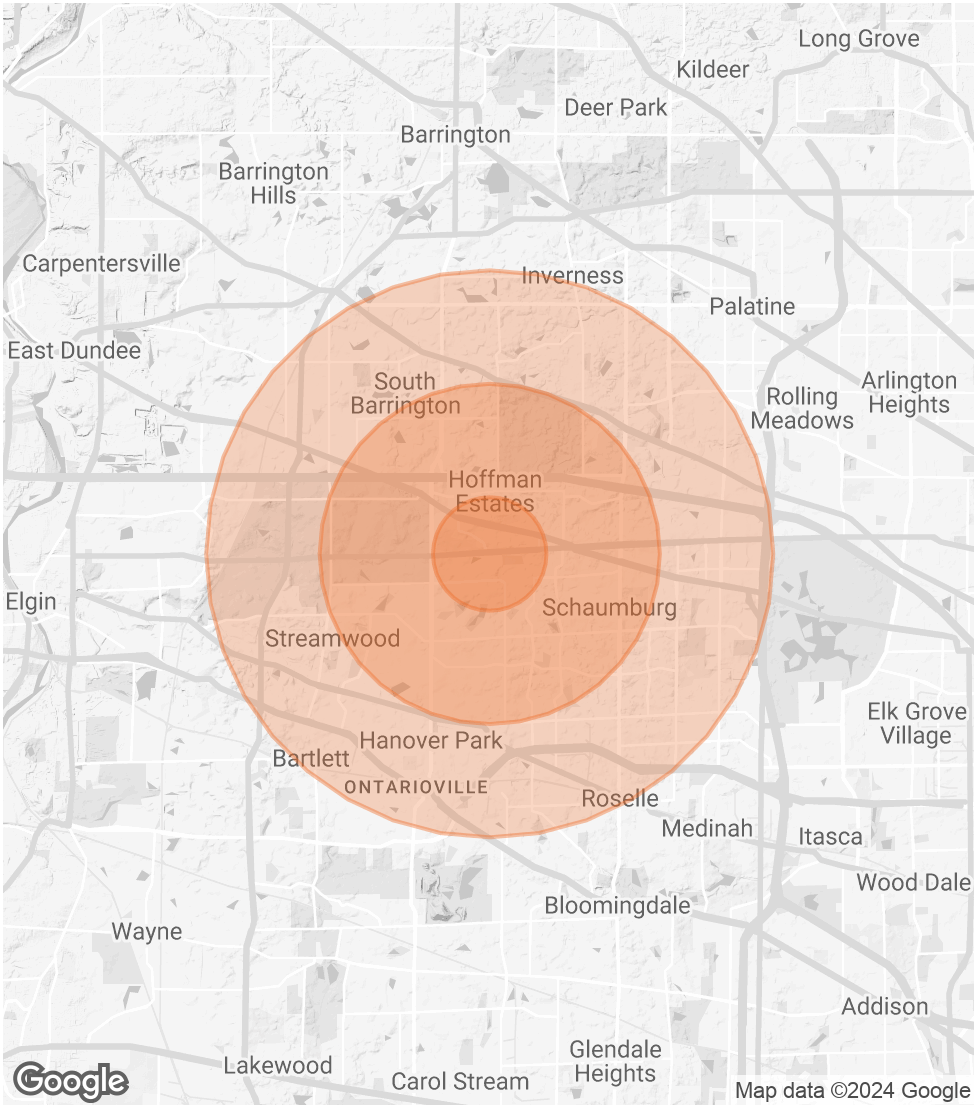 Long Grove
Kildeer
Deer Park
Barrington
Barrington
Hills
Carpentersville
Inverness
Palatine
East Dundee
South
Barrington
Arlington
Heights
Rolling
Meadows
Hoffman
Estates
Elgin
Schaumburg
Streamwood
Elk Grove
Village
Hanover Park
Bartlett
ONTARIOVILLE
Roselle
Medinah
Itasca
Wood Dale
Bloomingdale
Wayne
Addison
Glendale
Heights
Lakewood
Carol Stream
Google
Map data ©2024 Google